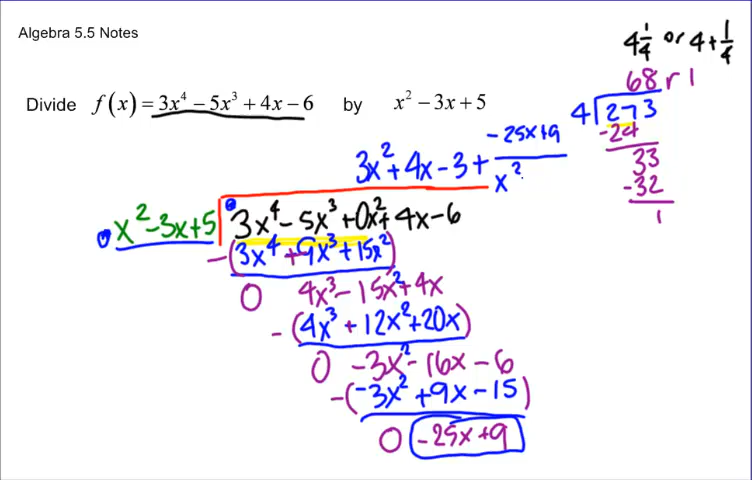 Algebra 5.5 Notes
4 1/4 or 4 + 1/4
68 r 1
Divide f(x) = 3x⁴ − 5x³ + 4x − 6 by x² − 3x + 5
4 273
-24
33
-32
1
-25x+9
3x²+4x-3+
x²
x²-3x+5 3x⁴-5x³+0x²+4x-6
-(3x⁴+9x³+15x²)
0 4x³-15x²+4x
-(4x³+12x²+20x)
0 -3x²-16x-6
-(-3x²+9x-15)
0 -25x+9